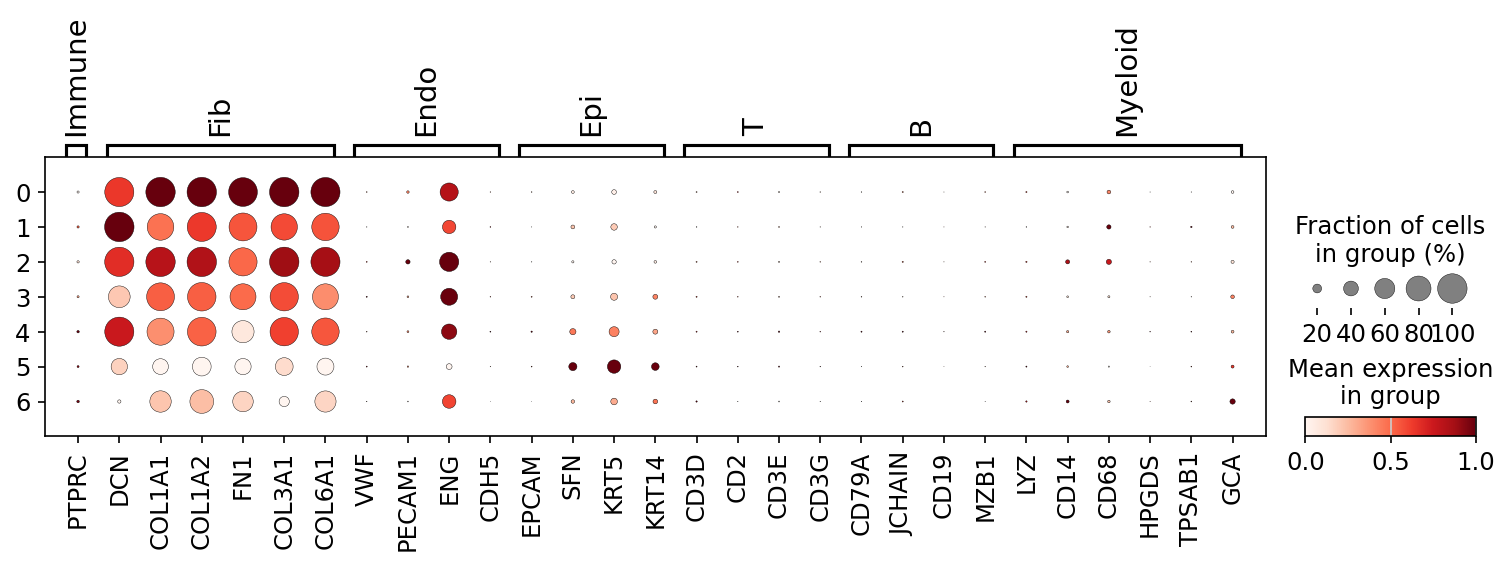 Immune
Fib
Endo
Epi
T
B
Myeloid
0
1
2
3
4
5
6
PTPRC
DCN
COL1A1
COL1A2
FN1
COL3A1
COL6A1
VWF
PECAM1
ENG
CDH5
EPCAM
SFN
KRT5
KRT14
CD3D
CD2
CD3E
CD3G
CD79A
JCHAIN
CD19
MZB1
LYZ
CD14
CD68
HPGDS
TPSAB1
GCA
Fraction of cells
in group (%)
20 40 60 80 100
Mean expression
in group
0.0 0.5 1.0